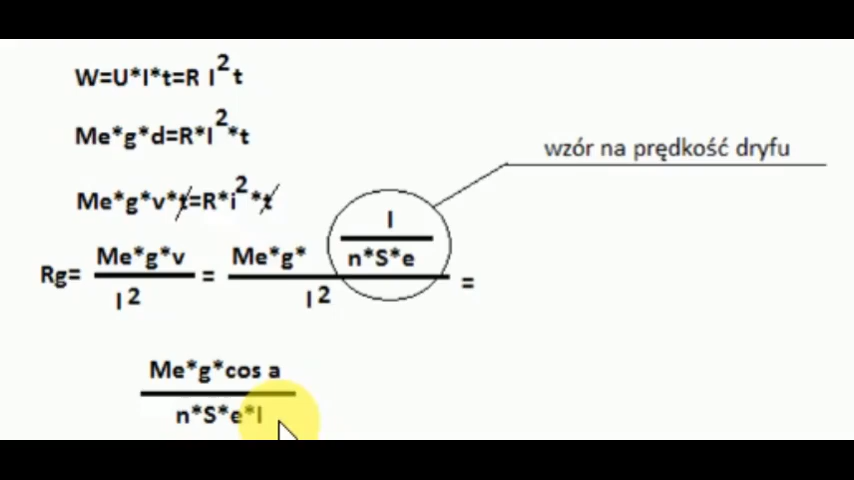 W=U*I*t=R I²t
Me*g*d=R*I²*t
wzór na prędkość dryfu
Me*g*v*t=R*i²*t
Rg= Me*g*v / I² = Me*g* I / n*S*e / I² =
Me*g*cos a
n*S*e*I